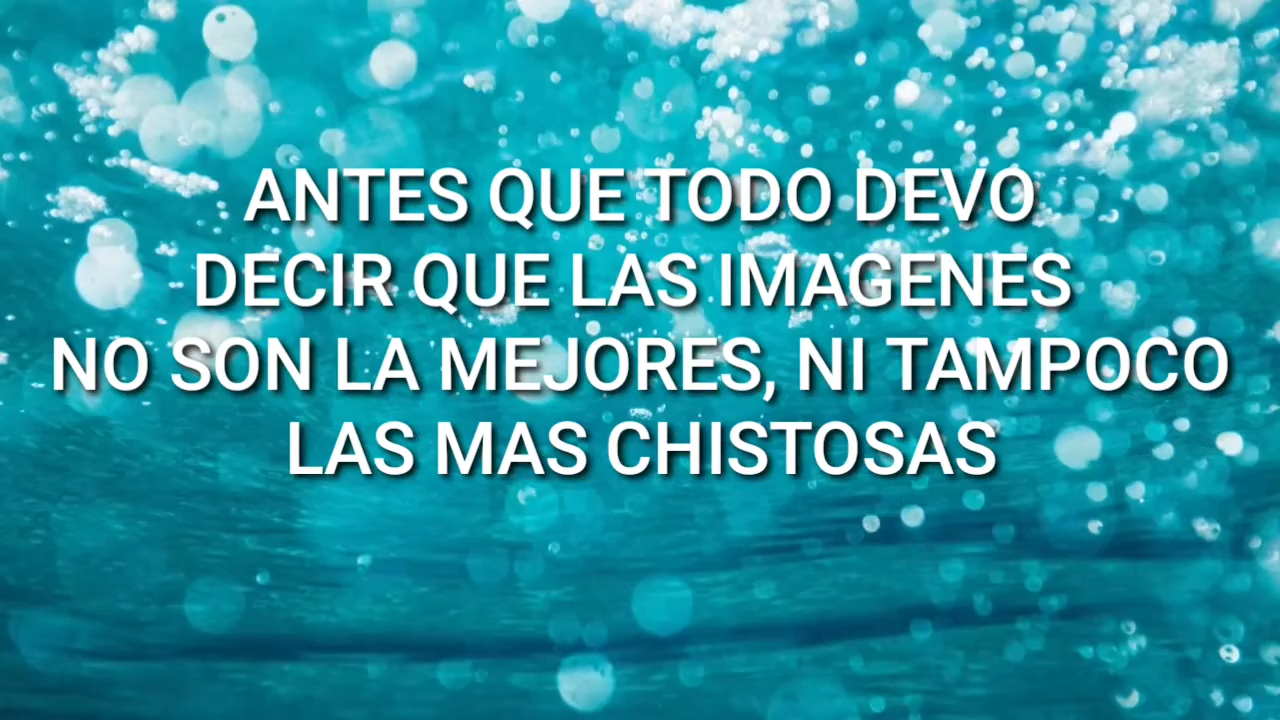 ANTES QUE TODO DEVO
DECIR QUE LAS IMAGENES
NO SON LA MEJORES, NI TAMPOCO
LAS MAS CHISTOSAS